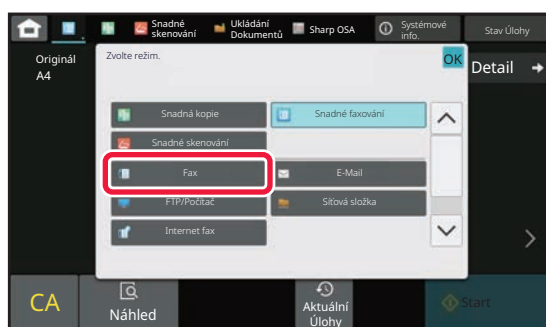 Snadné
skenování
Ukládání
Dokumentů
Sharp OSA
Systémové
info.
Stav Úlohy
Originál
A4
Zvolte režim.
OK
Detail
Snadná kopie
Snadné faxování
Snadné skenování
Fax
E-Mail
FTP/Počítač
Síťová složka
Internet fax
CA
Náhled
Aktuální
Úlohy
Start